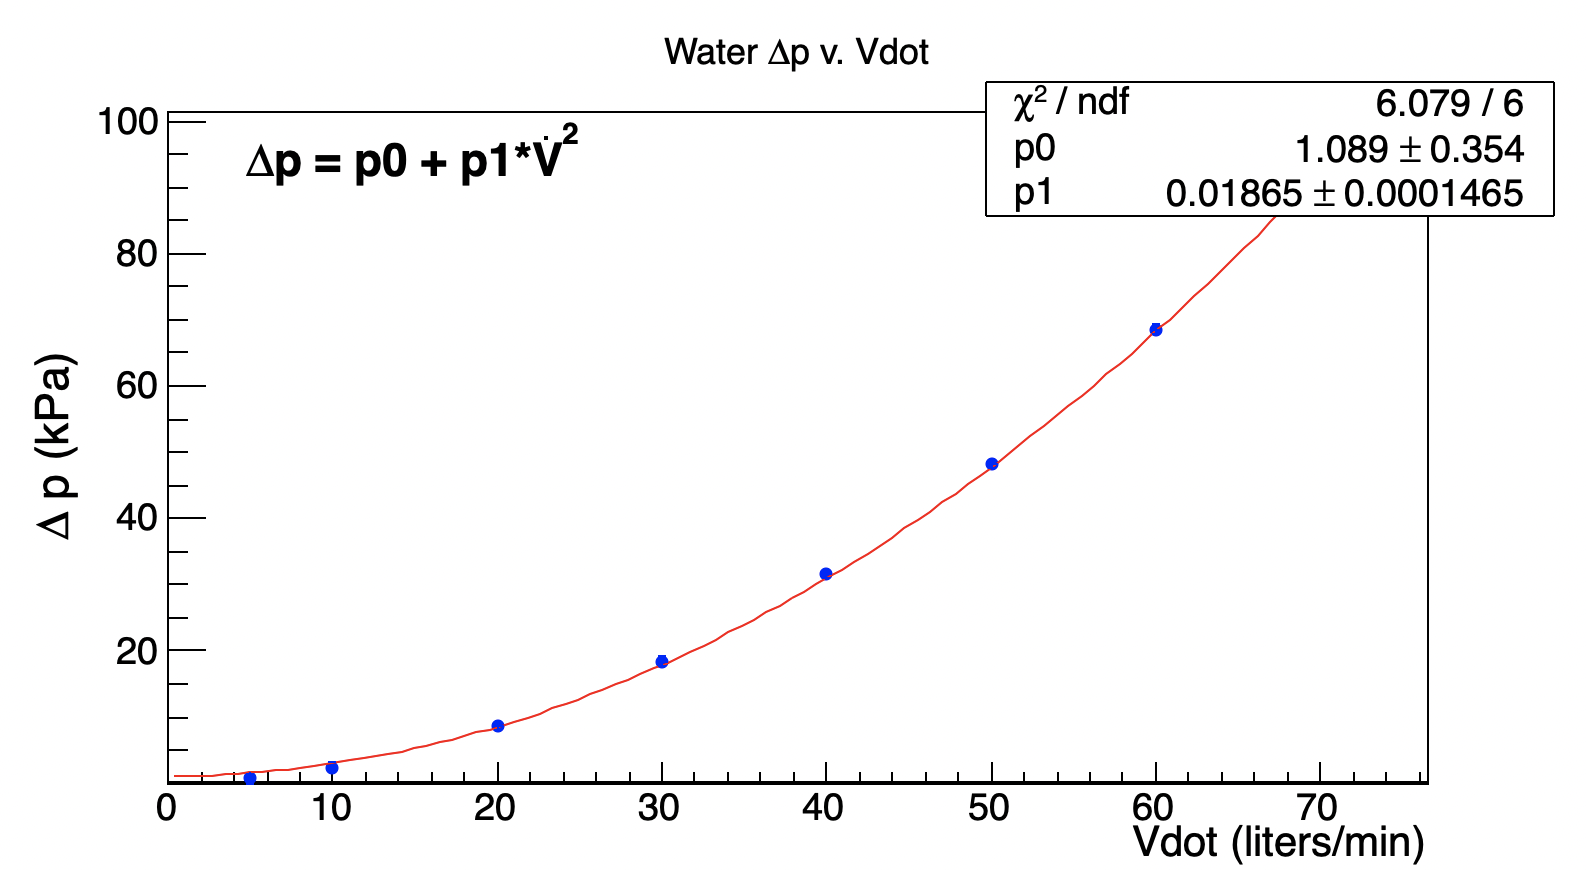 Water Δp v. Vdot
χ² / ndf 6.079 / 6
p0 1.089 ± 0.354
p1 0.01865 ± 0.0001465
Δp = p0 + p1*V̇²
100
80
60
40
20
Δ p (kPa)
0 10 20 30 40 50 60 70
Vdot (liters/min)